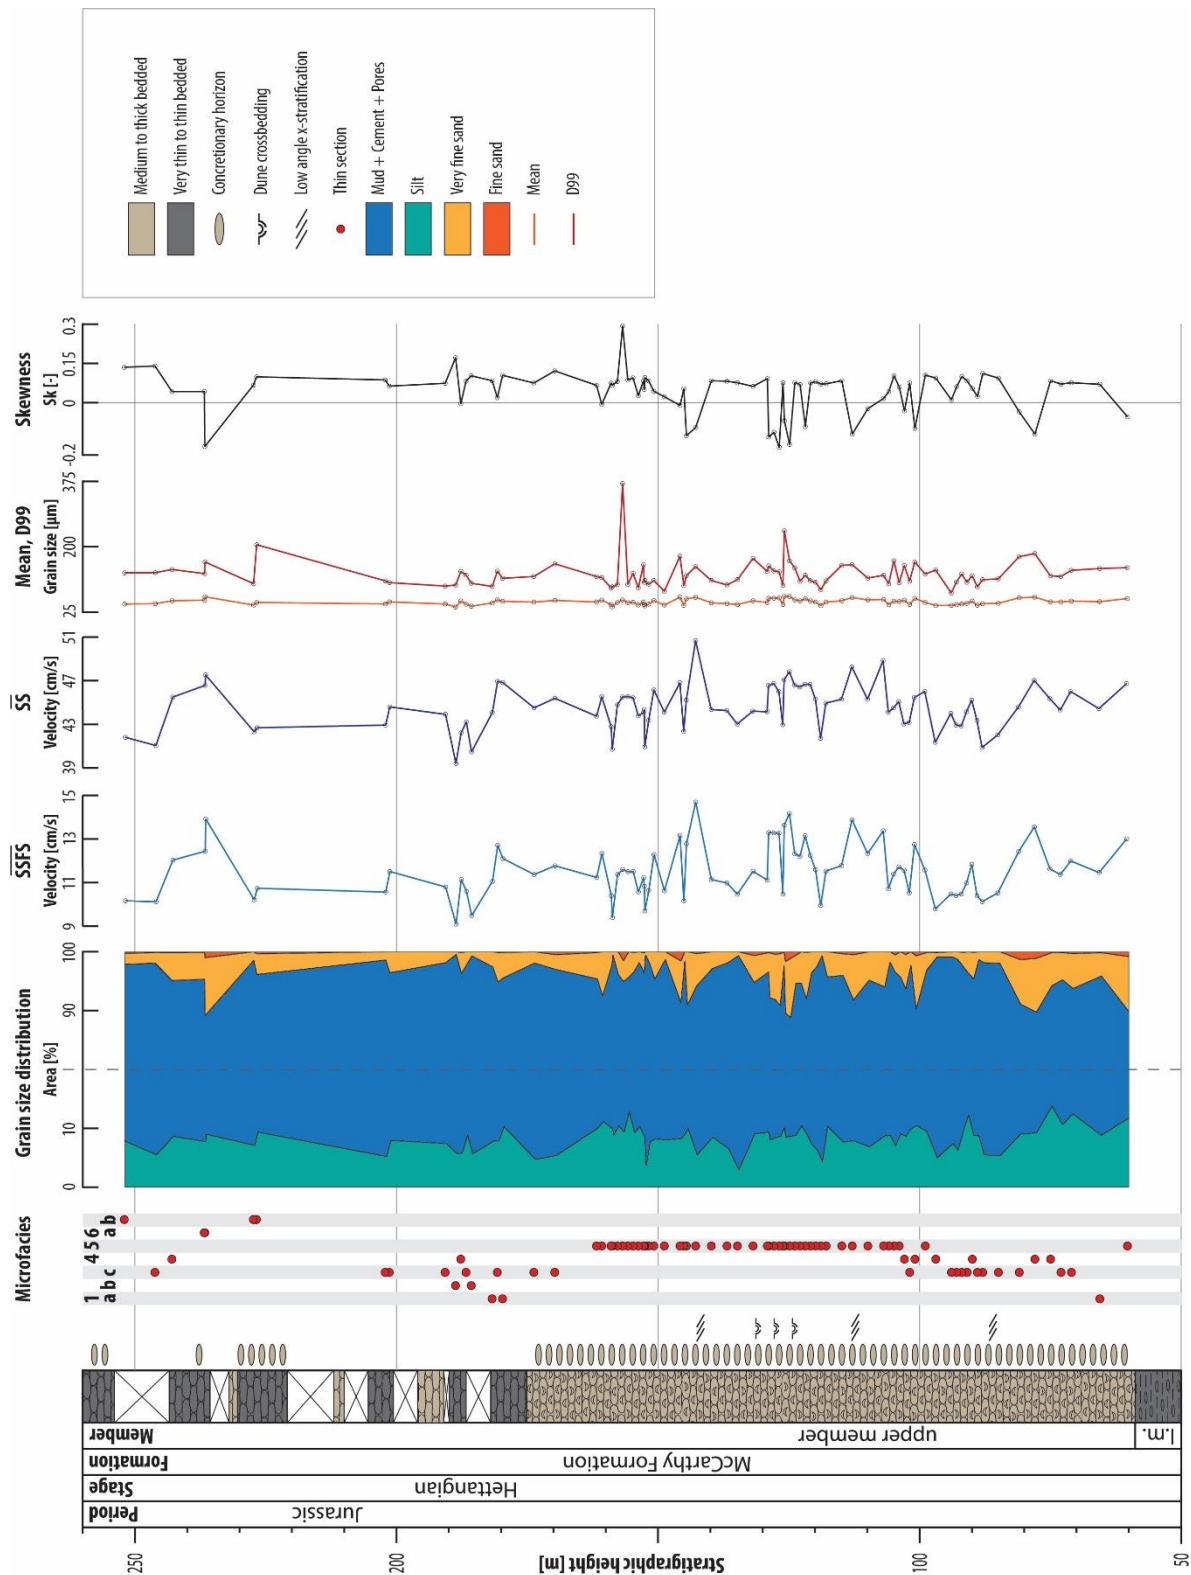 Medium to thick bedded
Very thin to thin bedded
Concretionary horizon
Dune crossbedding
Low angle x-stratification
Thin section
Mud + Cement + Pores
Silt
Very fine sand
Fine sand
Mean
D99
Skewness
Sk [-]
-0.2 0 0.15 0.3
Mean, D99
Grain size [µm]
25 200 375
SS
Velocity [cm/s]
39 43 47 51
SSFS
Velocity [cm/s]
9 11 13 15
Grain size distribution
Area [%]
0 10 90 100
Microfacies
1 4 5 6
a b c a b
Member
upper member
l.m.
Formation
McCarthy Formation
Stage
Hettangian
Period
Jurassic
250 200 100 50
Stratigraphic height [m]